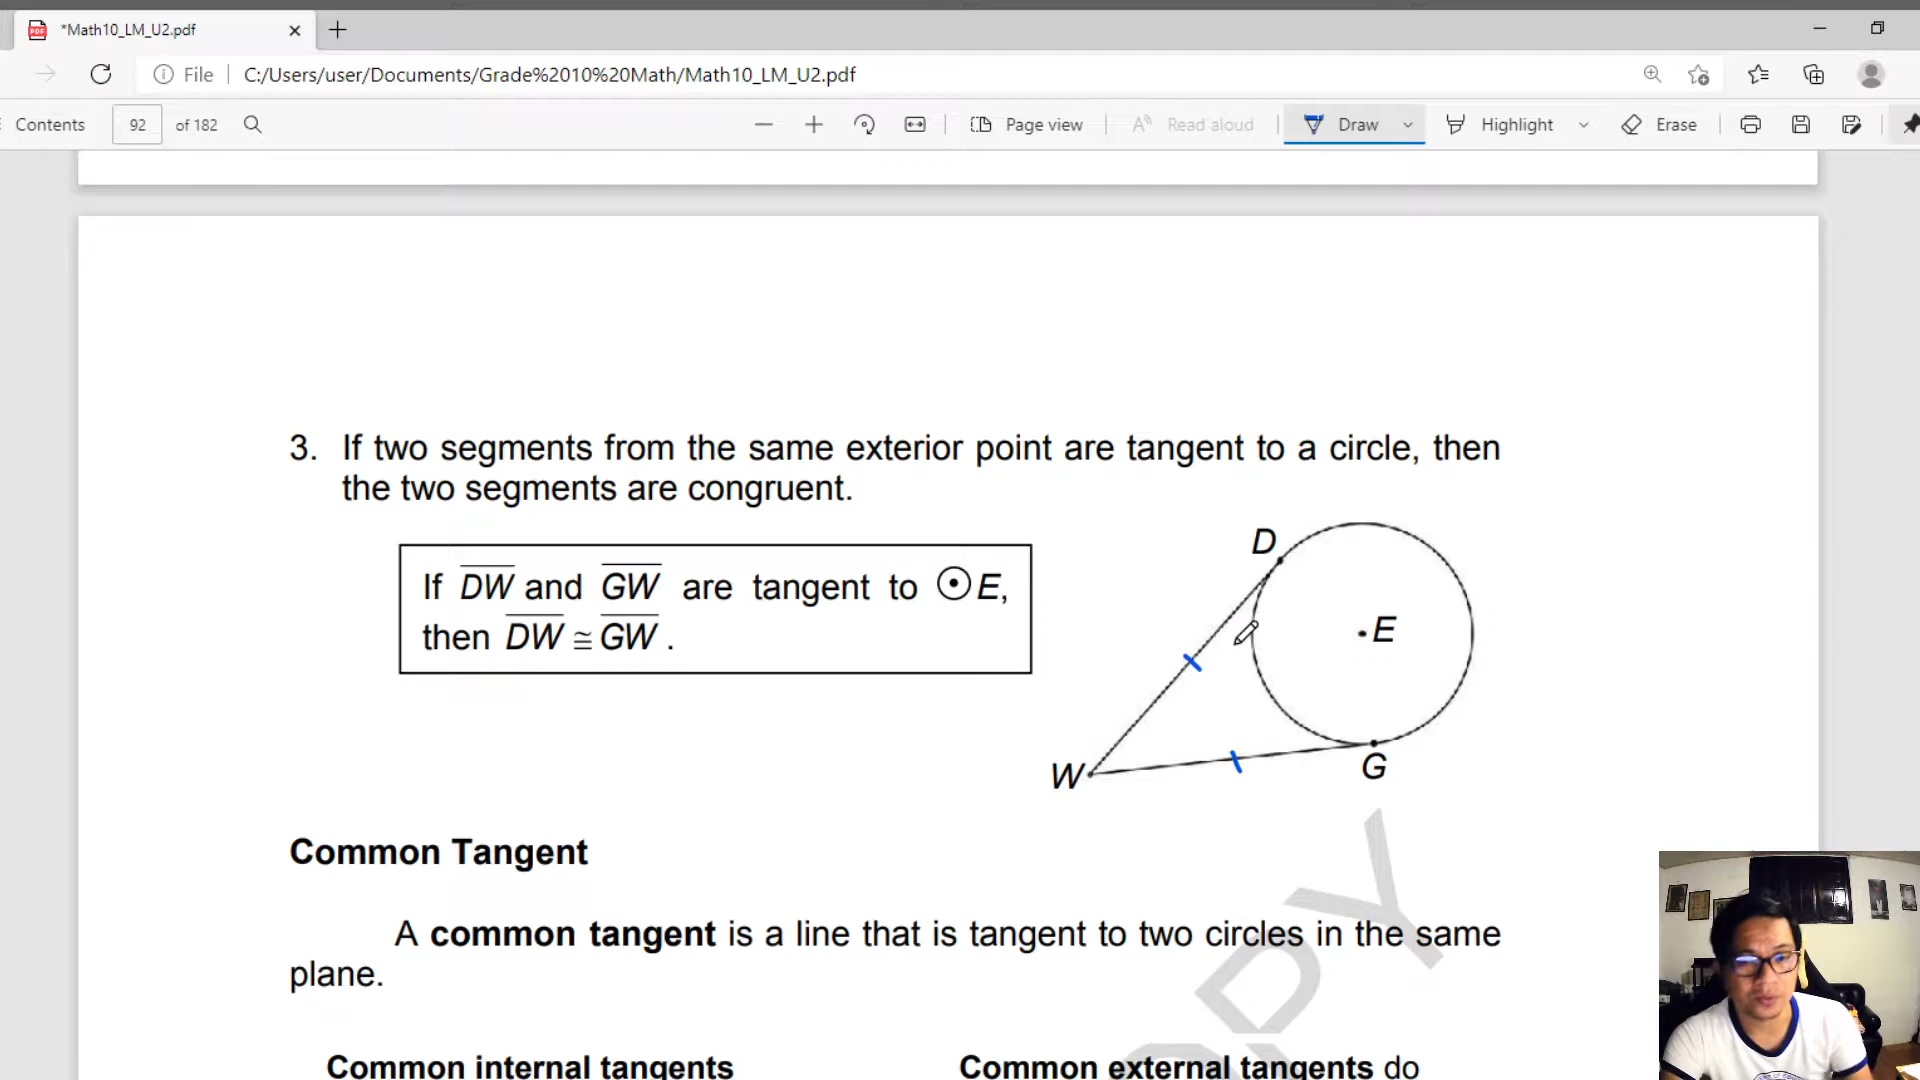 *Math10_LM_U2.pdf
File C:/Users/user/Documents/Grade%2010%20Math/Math10_LM_U2.pdf
Contents 92 of 182 Page view Read aloud Draw Highlight Erase
3. If two segments from the same exterior point are tangent to a circle, then
the two segments are congruent.
If DW and GW are tangent to ⊙E,
then DW ≅ GW .
D
E
W
G
Common Tangent
A common tangent is a line that is tangent to two circles in the same
plane.
Common internal tangents
Common external tangents do